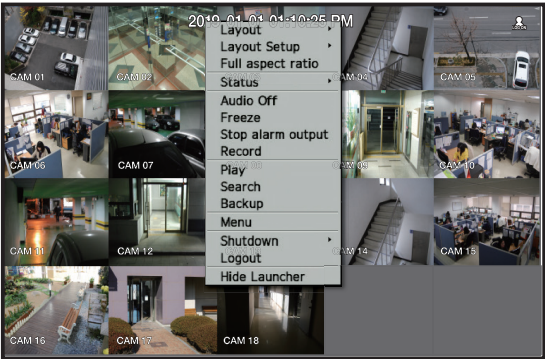 2019-01-01 01:10:25 PM
LOGON
CAM 01
CAM 02
CAM 04
CAM 05
CAM 06
CAM 07
CAM 09
CAM 10
CAM 11
CAM 12
CAM 14
CAM 15
CAM 16
CAM 17
CAM 18
Layout
Layout Setup
Full aspect ratio
Status
Audio Off
Freeze
Stop alarm output
Record
Play
Search
Backup
Menu
Shutdown
Logout
Hide Launcher